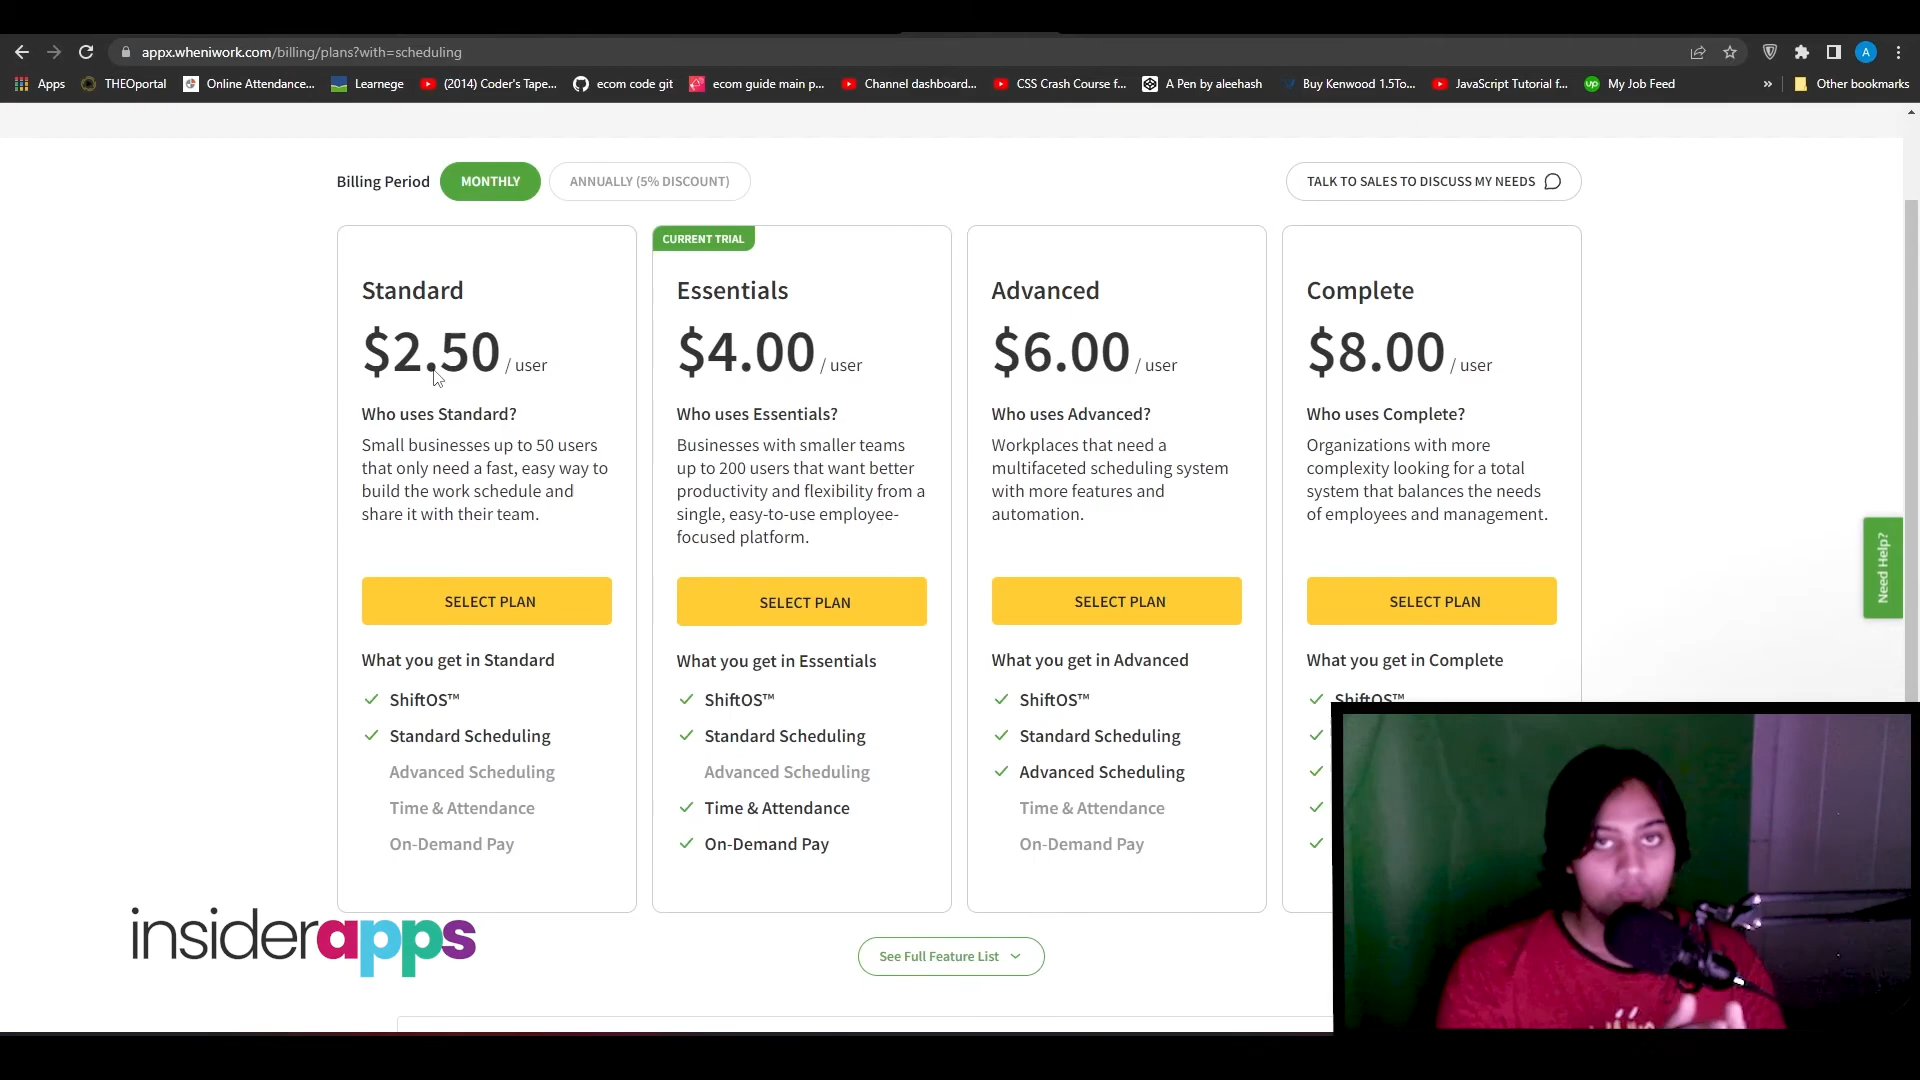 appx.wheniwork.com/billing/plans?with=scheduling
A
Apps
THEOportal
Online Attendance...
Learnege
(2014) Coder's Tape...
ecom code git
ecom guide main p...
Channel dashboard...
CSS Crash Course f...
A Pen by aleehash
Buy Kenwood 1.5To...
JavaScript Tutorial f...
up
My Job Feed
»
Other bookmarks
Billing Period
MONTHLY
ANNUALLY (5% DISCOUNT)
TALK TO SALES TO DISCUSS MY NEEDS
Standard
$2.50 / user
Who uses Standard?
Small businesses up to 50 users
that only need a fast, easy way to
build the work schedule and
share it with their team.
SELECT PLAN
What you get in Standard
ShiftOS™
Standard Scheduling
Advanced Scheduling
Time & Attendance
On-Demand Pay
CURRENT TRIAL
Essentials
$4.00 / user
Who uses Essentials?
Businesses with smaller teams
up to 200 users that want better
productivity and flexibility from a
single, easy-to-use employee-
focused platform.
SELECT PLAN
What you get in Essentials
ShiftOS™
Standard Scheduling
Advanced Scheduling
Time & Attendance
On-Demand Pay
Advanced
$6.00 / user
Who uses Advanced?
Workplaces that need a
multifaceted scheduling system
with more features and
automation.
SELECT PLAN
What you get in Advanced
ShiftOS™
Standard Scheduling
Advanced Scheduling
Time & Attendance
On-Demand Pay
Complete
$8.00 / user
Who uses Complete?
Organizations with more
complexity looking for a total
system that balances the needs
of employees and management.
SELECT PLAN
What you get in Complete
ShiftOS™
Need Help?
insiderapps
See Full Feature List